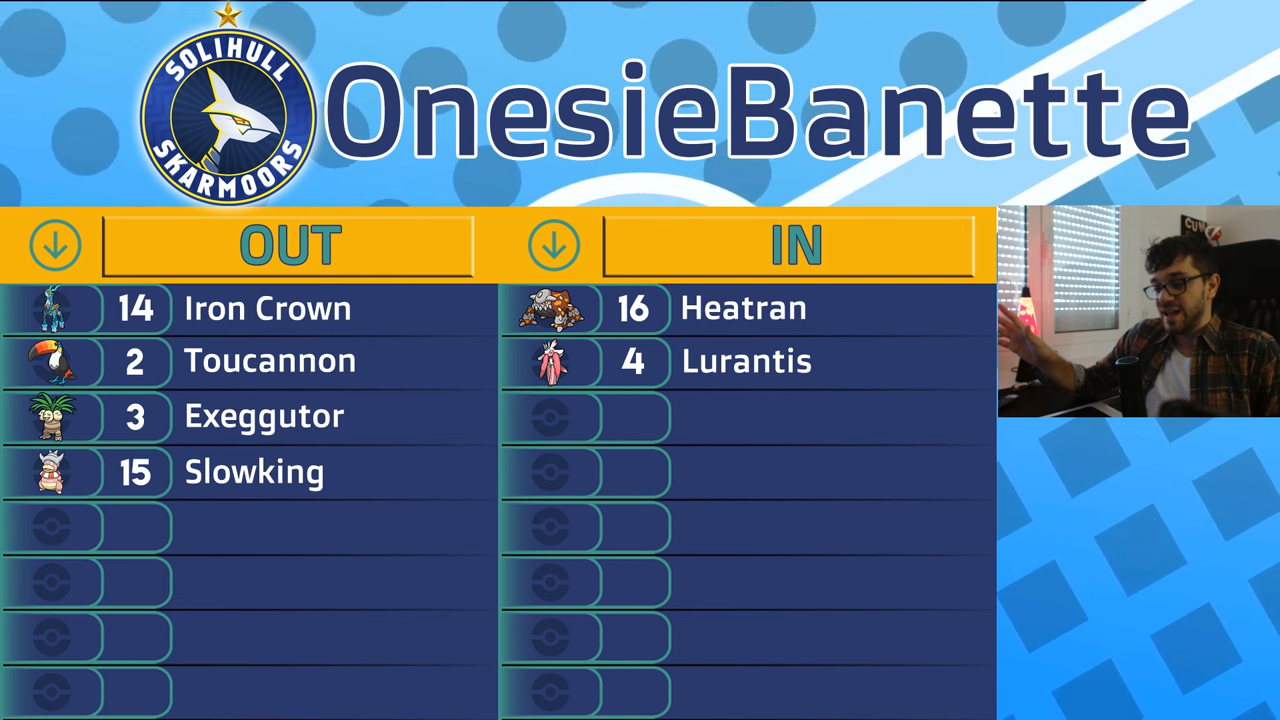 SOLIHULL
SKARMOORS
OnesieBanette
OUT
IN
14 Iron Crown
16 Heatran
2 Toucannon
4 Lurantis
3 Exeggutor
15 Slowking